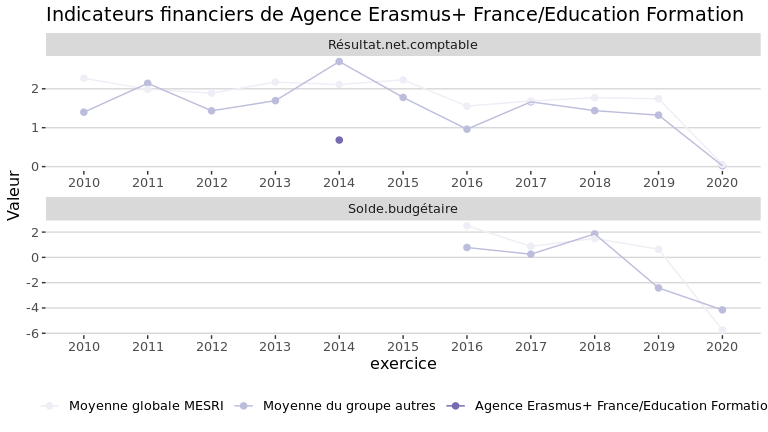 Indicateurs financiers de Agence Erasmus+ France/Education Formation
Résultat.net.comptable
2
1
0
2010 2011 2012 2013 2014 2015 2016 2017 2018 2019 2020
Valeur
Solde.budgétaire
2
0
-2
-4
-6
2010 2011 2012 2013 2014 2015 2016 2017 2018 2019 2020
exercice
Moyenne globale MESRI Moyenne du groupe autres Agence Erasmus+ France/Education Formatio